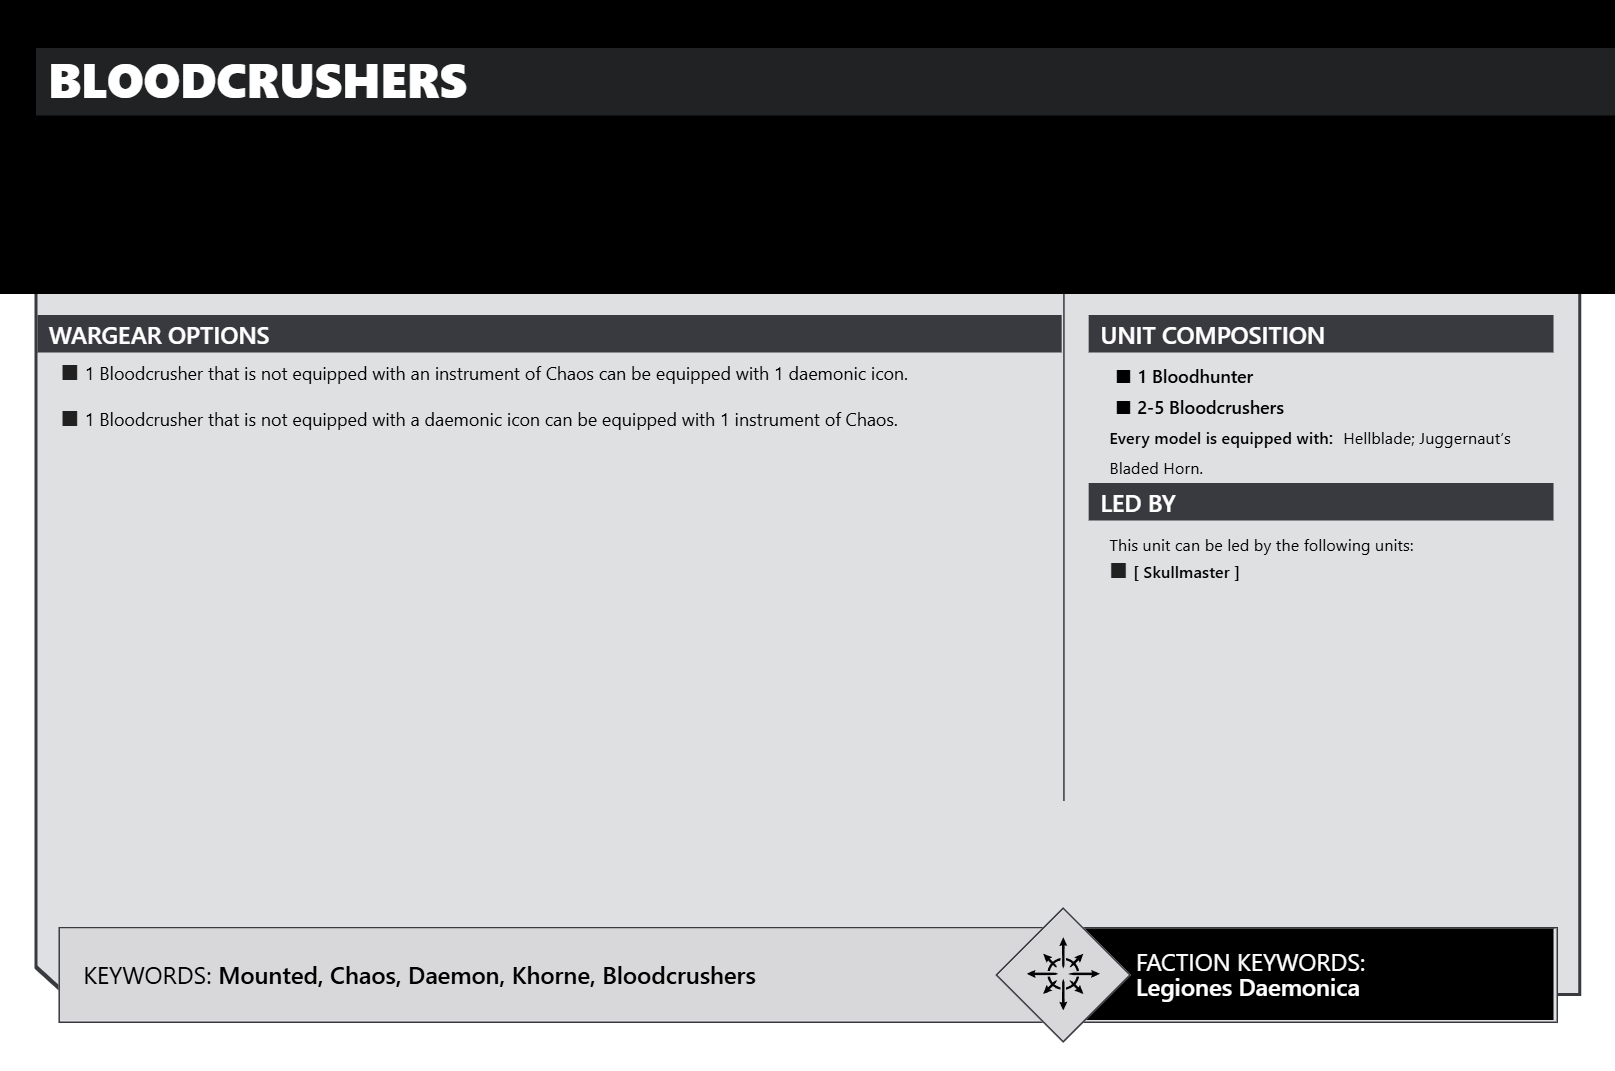 BLOODCRUSHERS
WARGEAR OPTIONS
■ 1 Bloodcrusher that is not equipped with an instrument of Chaos can be equipped with 1 daemonic icon.
■ 1 Bloodcrusher that is not equipped with a daemonic icon can be equipped with 1 instrument of Chaos.
UNIT COMPOSITION
■ 1 Bloodhunter
■ 2-5 Bloodcrushers
Every model is equipped with: Hellblade; Juggernaut’s
Bladed Horn.
LED BY
This unit can be led by the following units:
■ [ Skullmaster ]
KEYWORDS: Mounted, Chaos, Daemon, Khorne, Bloodcrushers
FACTION KEYWORDS:
Legiones Daemonica